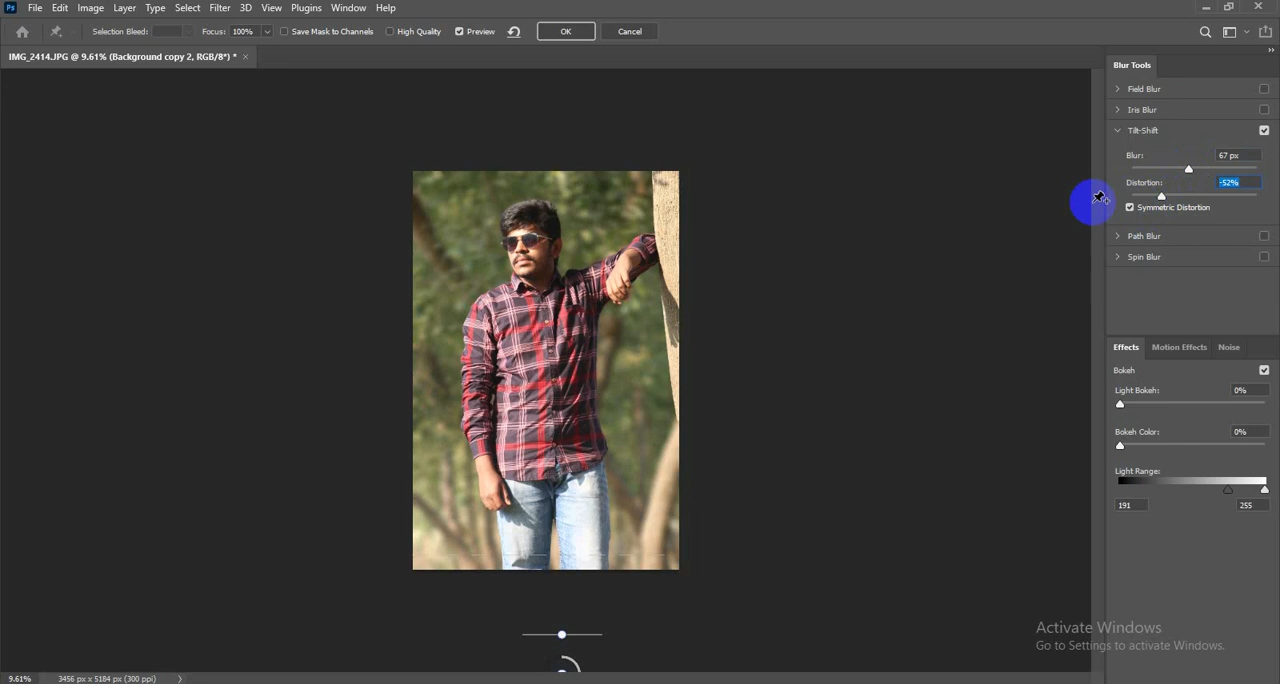 Ps File Edit Image Layer Type Select Filter 3D View Plugins Window Help
Selection Bleed: Focus: 100% Save Mask to Channels High Quality Preview OK Cancel
IMG_2414.JPG @ 9.61% (Background copy 2, RGB/8*) * ×
Blur Tools
Field Blur
Iris Blur
Tilt-Shift
Blur: 67 px
Distortion: -52%
Symmetric Distortion
Path Blur
Spin Blur
Effects Motion Effects Noise
Bokeh
Light Bokeh: 0%
Bokeh Color: 0%
Light Range:
191 255
Activate Windows
Go to Settings to activate Windows.
9.61% 3456 px x 5184 px (300 ppi)